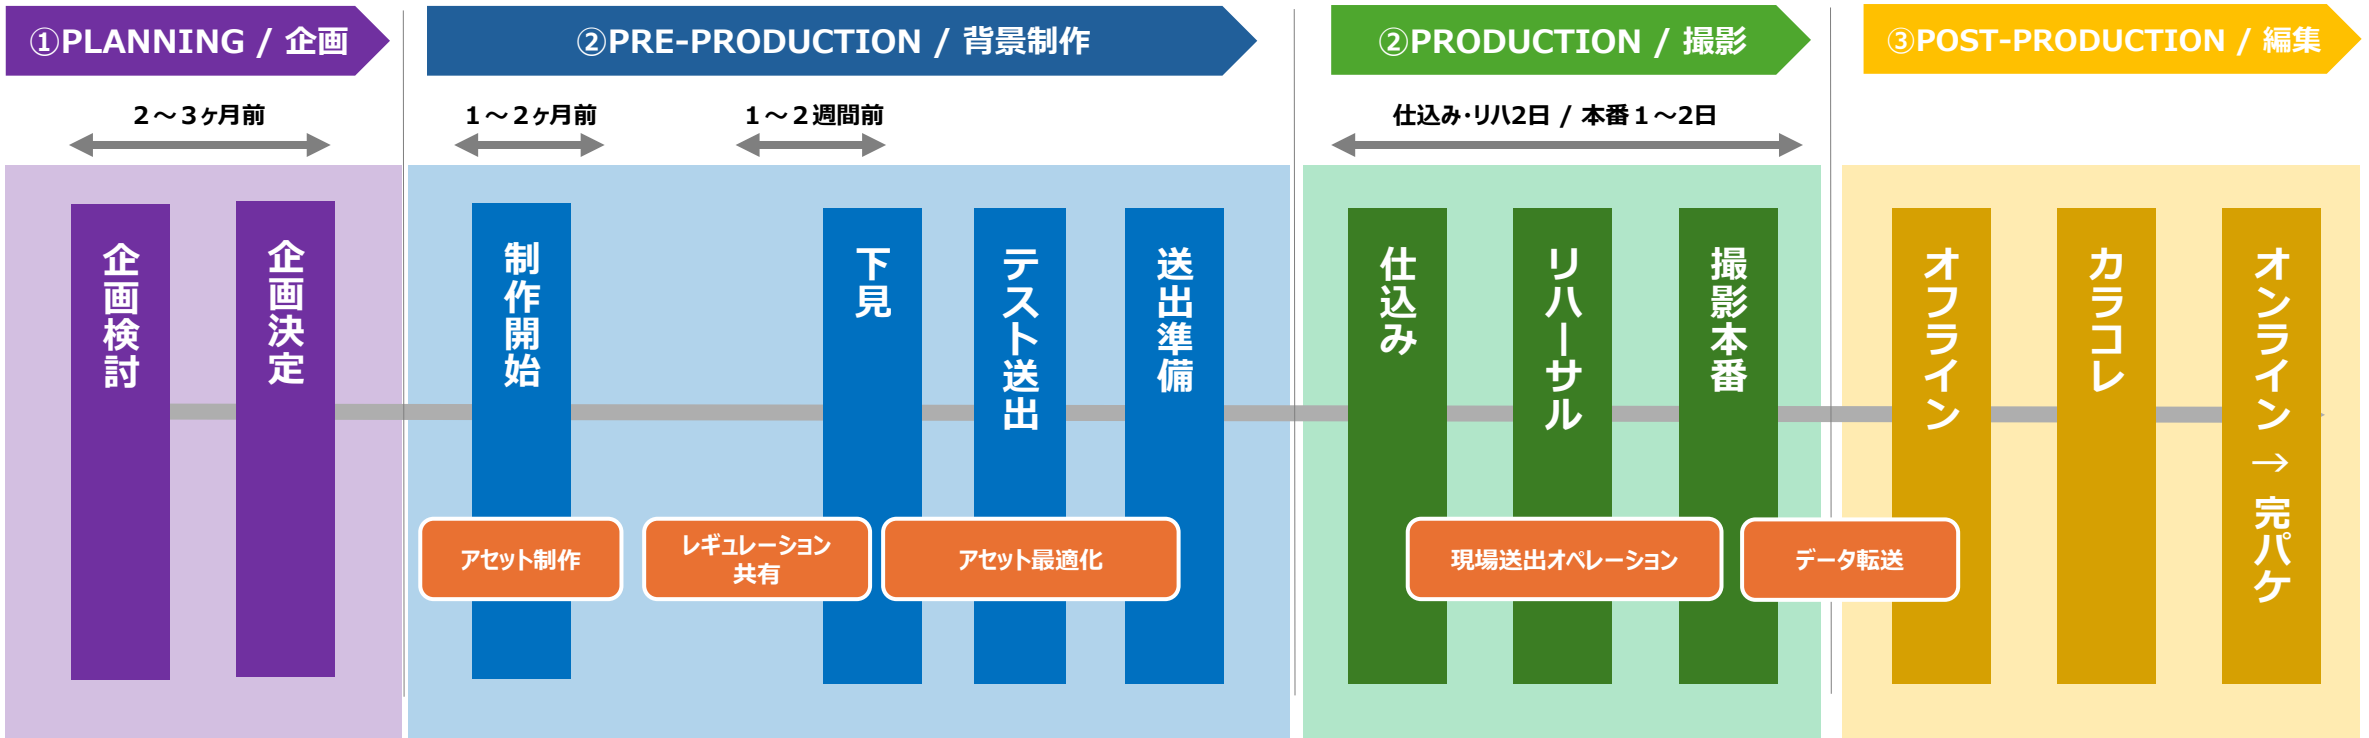 ①PLANNING / 企画
②PRE-PRODUCTION / 背景制作
②PRODUCTION / 撮影
③POST-PRODUCTION / 編集
２～３ヶ月前
１～２ヶ月前
１～２週間前
仕込み・リハ2日 / 本番１～2日
企画検討
企画決定
制作開始
下見
テスト送出
送出準備
仕込み
リハーサル
撮影本番
オフライン
カラコレ
オンライン → 完パケ
アセット制作
レギュレーション
共有
アセット最適化
現場送出オペレーション
データ転送